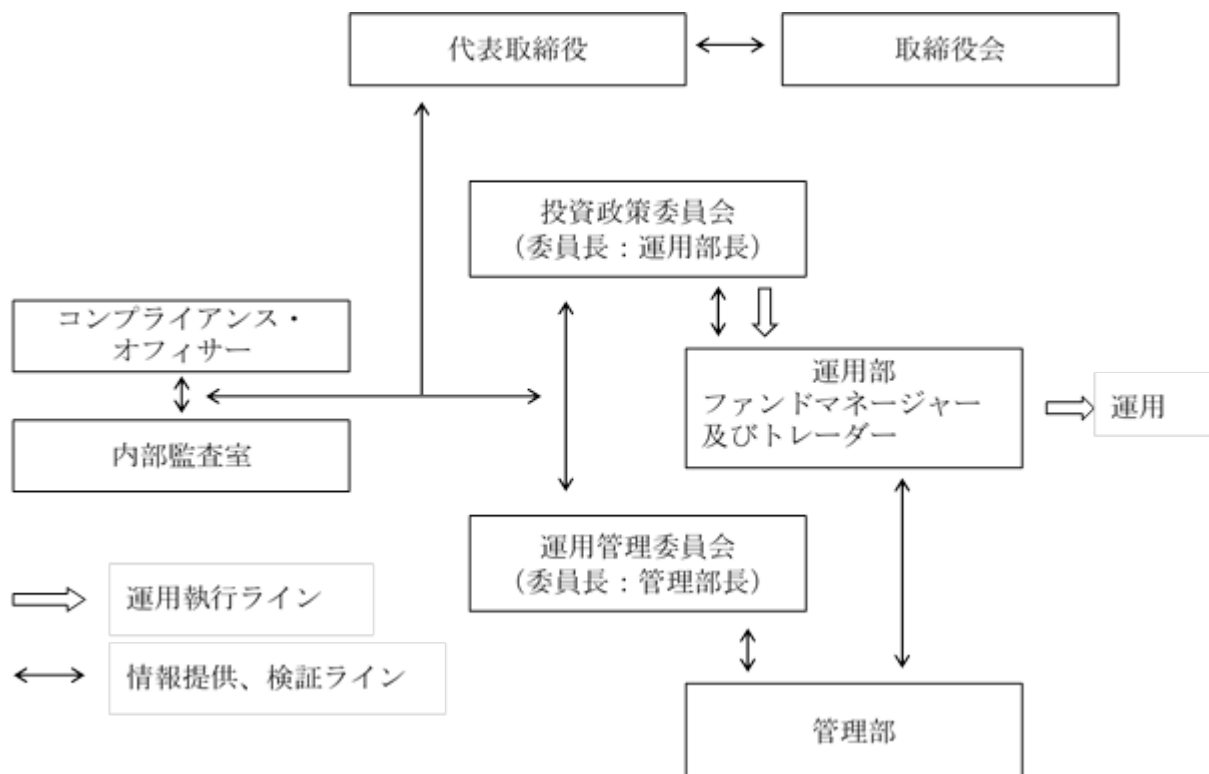 代表取締役
取締役会
投資政策委員会
（委員長：運用部長）
コンプライアンス・
オフィサー
運用部
ファンドマネージャー
及びトレーダー
運用
内部監査室
運用管理委員会
（委員長：管理部長）
運用執行ライン
情報提供、検証ライン
管理部